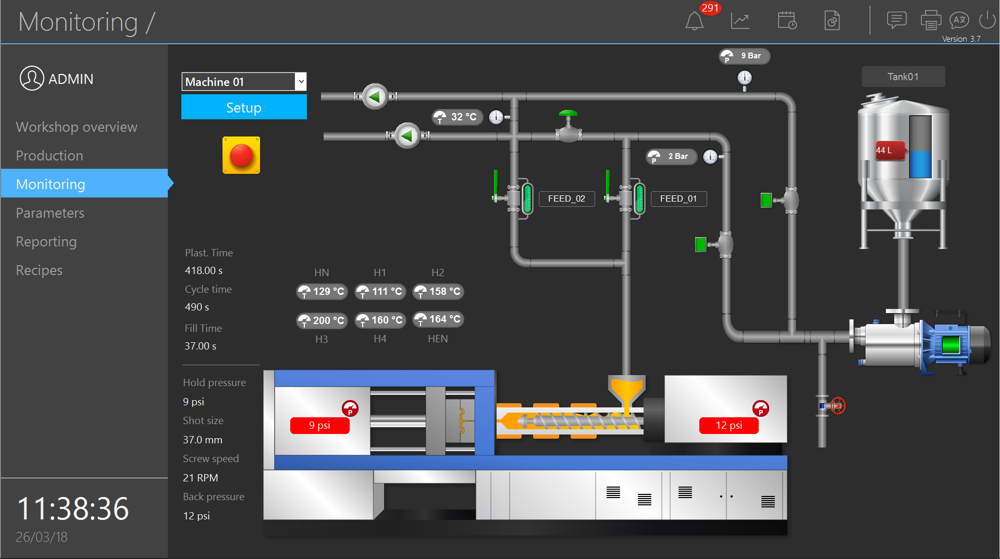 Monitoring /
291
Version 3.7
ADMIN
Workshop overview
Production
Monitoring
Parameters
Reporting
Recipes
11:38:36
26/03/18
Machine 01
Setup
P 9 Bar
T 32 °C
P 2 Bar
FEED_02
FEED_01
Tank01
44 L
Plast. Time
418.00 s
Cycle time
490 s
Fill Time
37.00 s
HN H1 H2
T 129 °C T 111 °C T 158 °C
T 200 °C T 160 °C T 164 °C
H3 H4 HEN
Hold pressure
9 psi
Shot size
37.0 mm
Screw speed
21 RPM
Back pressure
12 psi
P
9 psi
P
12 psi